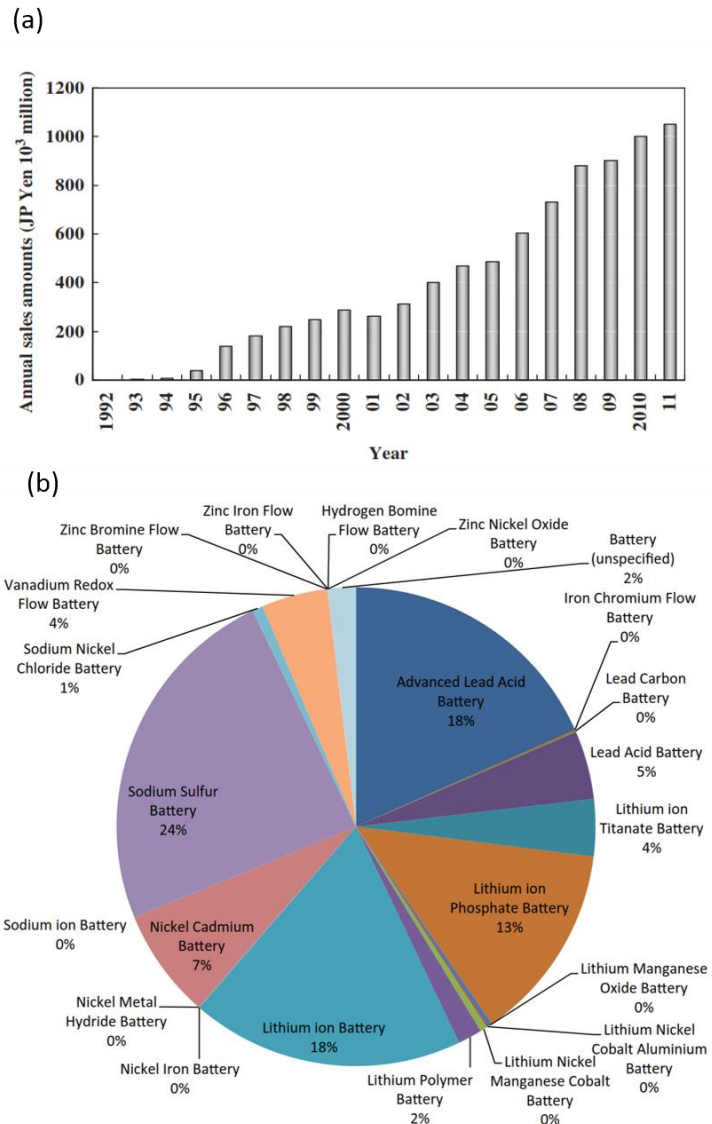 (a)
Annual sales amounts (JP Yen 10³ million)
1200
1000
800
600
400
200
0
1992
93
94
95
96
97
98
99
2000
01
02
03
04
05
06
07
08
09
2010
11
Year
(b)
Zinc Bromine Flow
Battery
0%
Zinc Iron Flow
Battery
0%
Hydrogen Bomine
Flow Battery
0%
Zinc Nickel Oxide
Battery
0%
Battery
(unspecified)
2%
Vanadium Redox
Flow Battery
4%
Iron Chromium Flow
Battery
0%
Sodium Nickel
Chloride Battery
1%
Advanced Lead Acid
Battery
18%
Lead Carbon
Battery
0%
Lead Acid Battery
5%
Sodium Sulfur
Battery
24%
Lithium ion
Titanate Battery
4%
Lithium ion
Phosphate Battery
13%
Sodium ion Battery
0%
Nickel Cadmium
Battery
7%
Lithium Manganese
Oxide Battery
0%
Nickel Metal
Hydride Battery
0%
Lithium ion Battery
18%
Lithium Nickel
Cobalt Aluminium
Battery
0%
Nickel Iron Battery
0%
Lithium Polymer
Battery
2%
Lithium Nickel
Manganese Cobalt
Battery
0%